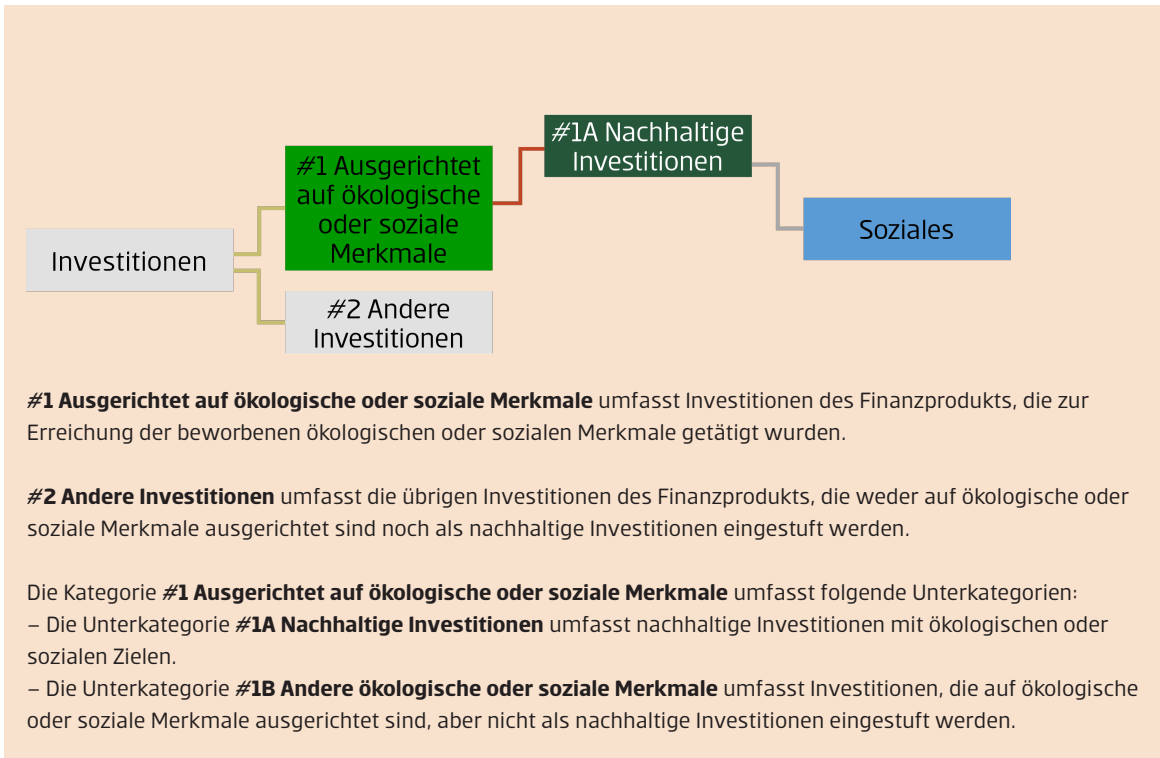 #1A Nachhaltige
Investitionen
#1 Ausgerichtet
auf ökologische
oder soziale
Merkmale
Soziales
Investitionen
#2 Andere
Investitionen
#1 Ausgerichtet auf ökologische oder soziale Merkmale umfasst Investitionen des Finanzprodukts, die zur
Erreichung der beworbenen ökologischen oder sozialen Merkmale getätigt wurden.
#2 Andere Investitionen umfasst die übrigen Investitionen des Finanzprodukts, die weder auf ökologische oder
soziale Merkmale ausgerichtet sind noch als nachhaltige Investitionen eingestuft werden.
Die Kategorie #1 Ausgerichtet auf ökologische oder soziale Merkmale umfasst folgende Unterkategorien:
– Die Unterkategorie #1A Nachhaltige Investitionen umfasst nachhaltige Investitionen mit ökologischen oder
sozialen Zielen.
– Die Unterkategorie #1B Andere ökologische oder soziale Merkmale umfasst Investitionen, die auf ökologische
oder soziale Merkmale ausgerichtet sind, aber nicht als nachhaltige Investitionen eingestuft werden.